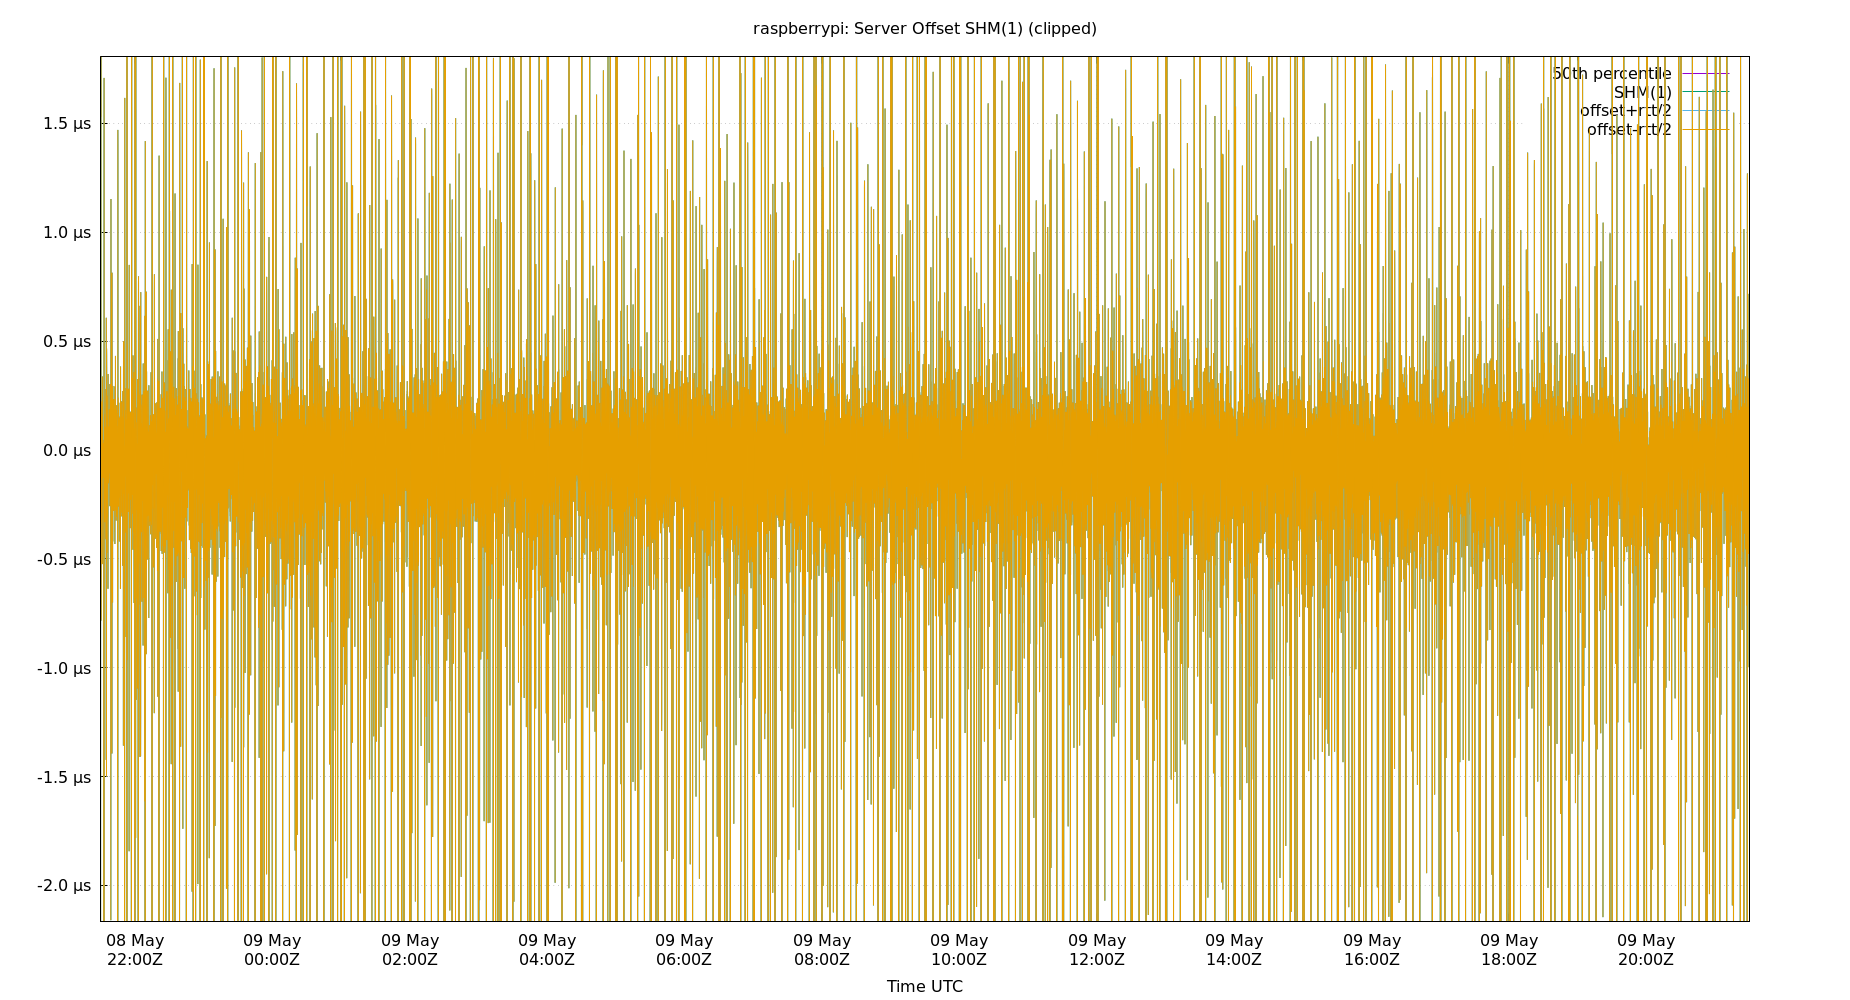 raspberrypi: Server Offset SHM(1) (clipped)
50th percentile
SHM(1)
offset+rtt/2
offset-rtt/2
1.5 µs
1.0 µs
0.5 µs
0.0 µs
-0.5 µs
-1.0 µs
-1.5 µs
-2.0 µs
08 May 09 May 09 May 09 May 09 May 09 May 09 May 09 May 09 May 09 May 09 May 09 May
22:00Z 00:00Z 02:00Z 04:00Z 06:00Z 08:00Z 10:00Z 12:00Z 14:00Z 16:00Z 18:00Z 20:00Z
Time UTC